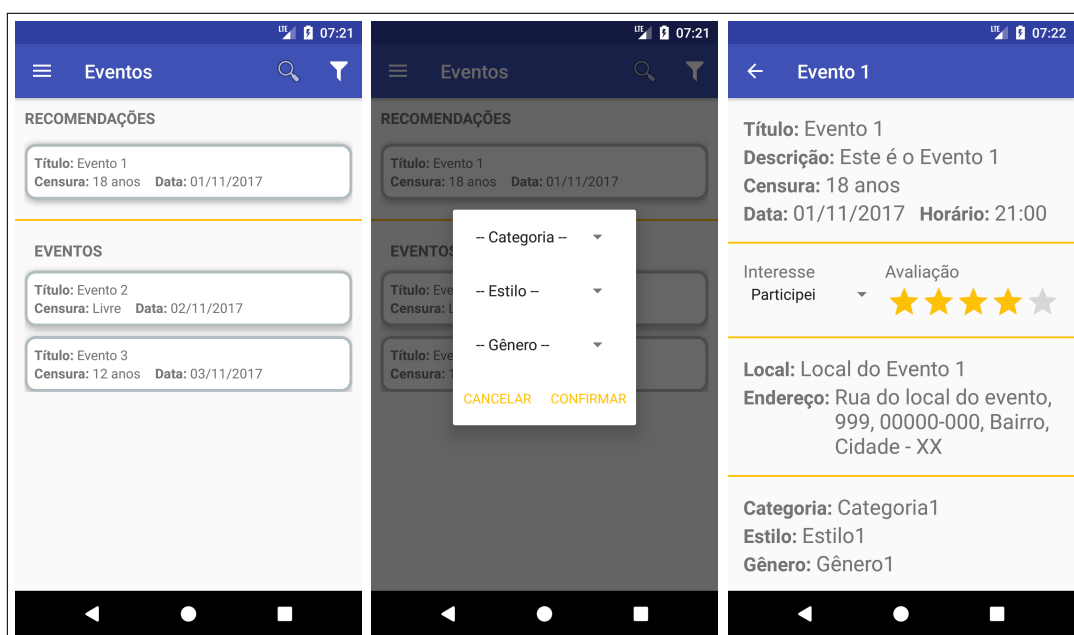 LTE 07:21
Eventos
RECOMENDAÇÕES
Título: Evento 1
Censura: 18 anos Data: 01/11/2017
EVENTOS
Título: Evento 2
Censura: Livre Data: 02/11/2017
Título: Evento 3
Censura: 12 anos Data: 03/11/2017
LTE 07:21
Eventos
RECOMENDAÇÕES
Título: Evento 1
Censura: 18 anos Data: 01/11/2017
EVENTOS
Título: Eve
Censura: L
Título: Eve
Censura: 1
-- Categoria --
-- Estilo --
-- Gênero --
CANCELAR CONFIRMAR
LTE 07:22
Evento 1
Título: Evento 1
Descrição: Este é o Evento 1
Censura: 18 anos
Data: 01/11/2017 Horário: 21:00
Interesse Avaliação
Participei
Local: Local do Evento 1
Endereço: Rua do local do evento,
999, 00000-000, Bairro,
Cidade - XX
Categoria: Categoria1
Estilo: Estilo1
Gênero: Gênero1